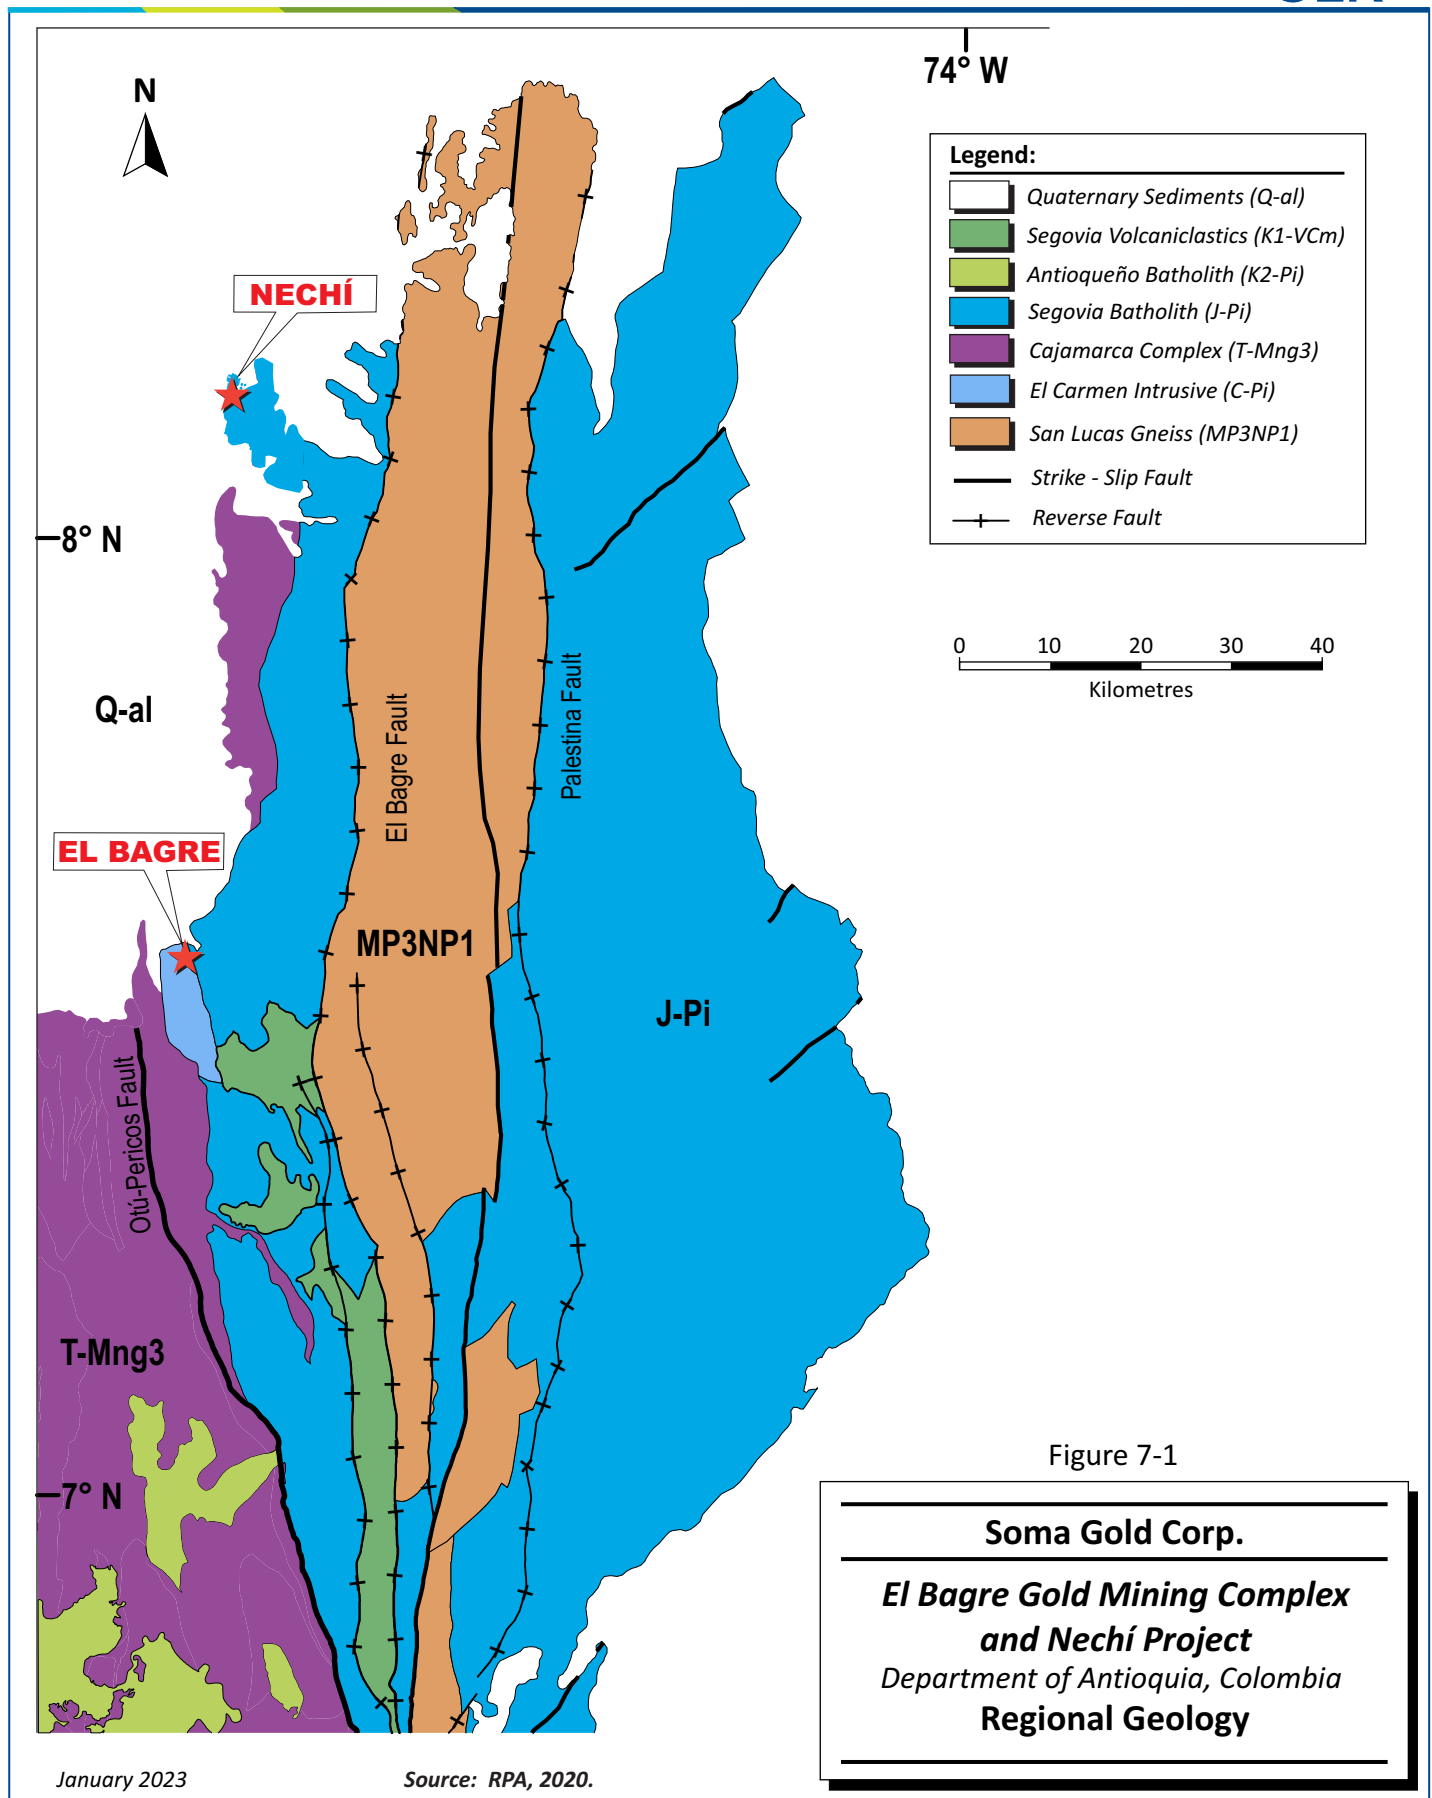 74° W
N
Legend:
Quaternary Sediments (Q-al)
Segovia Volcaniclastics (K1-VCm)
Antioqueño Batholith (K2-Pi)
Segovia Batholith (J-Pi)
Cajamarca Complex (T-Mng3)
El Carmen Intrusive (C-Pi)
San Lucas Gneiss (MP3NP1)
Strike - Slip Fault
Reverse Fault
NECHÍ
8° N
0 10 20 30 40
Kilometres
Q-al
El Bagre Fault
Palestina Fault
EL BAGRE
MP3NP1
J-Pi
Otú-Pericos Fault
T-Mng3
7° N
Figure 7-1
Soma Gold Corp.
El Bagre Gold Mining Complex
and Nechí Project
Department of Antioquia, Colombia
Regional Geology
January 2023
Source: RPA, 2020.